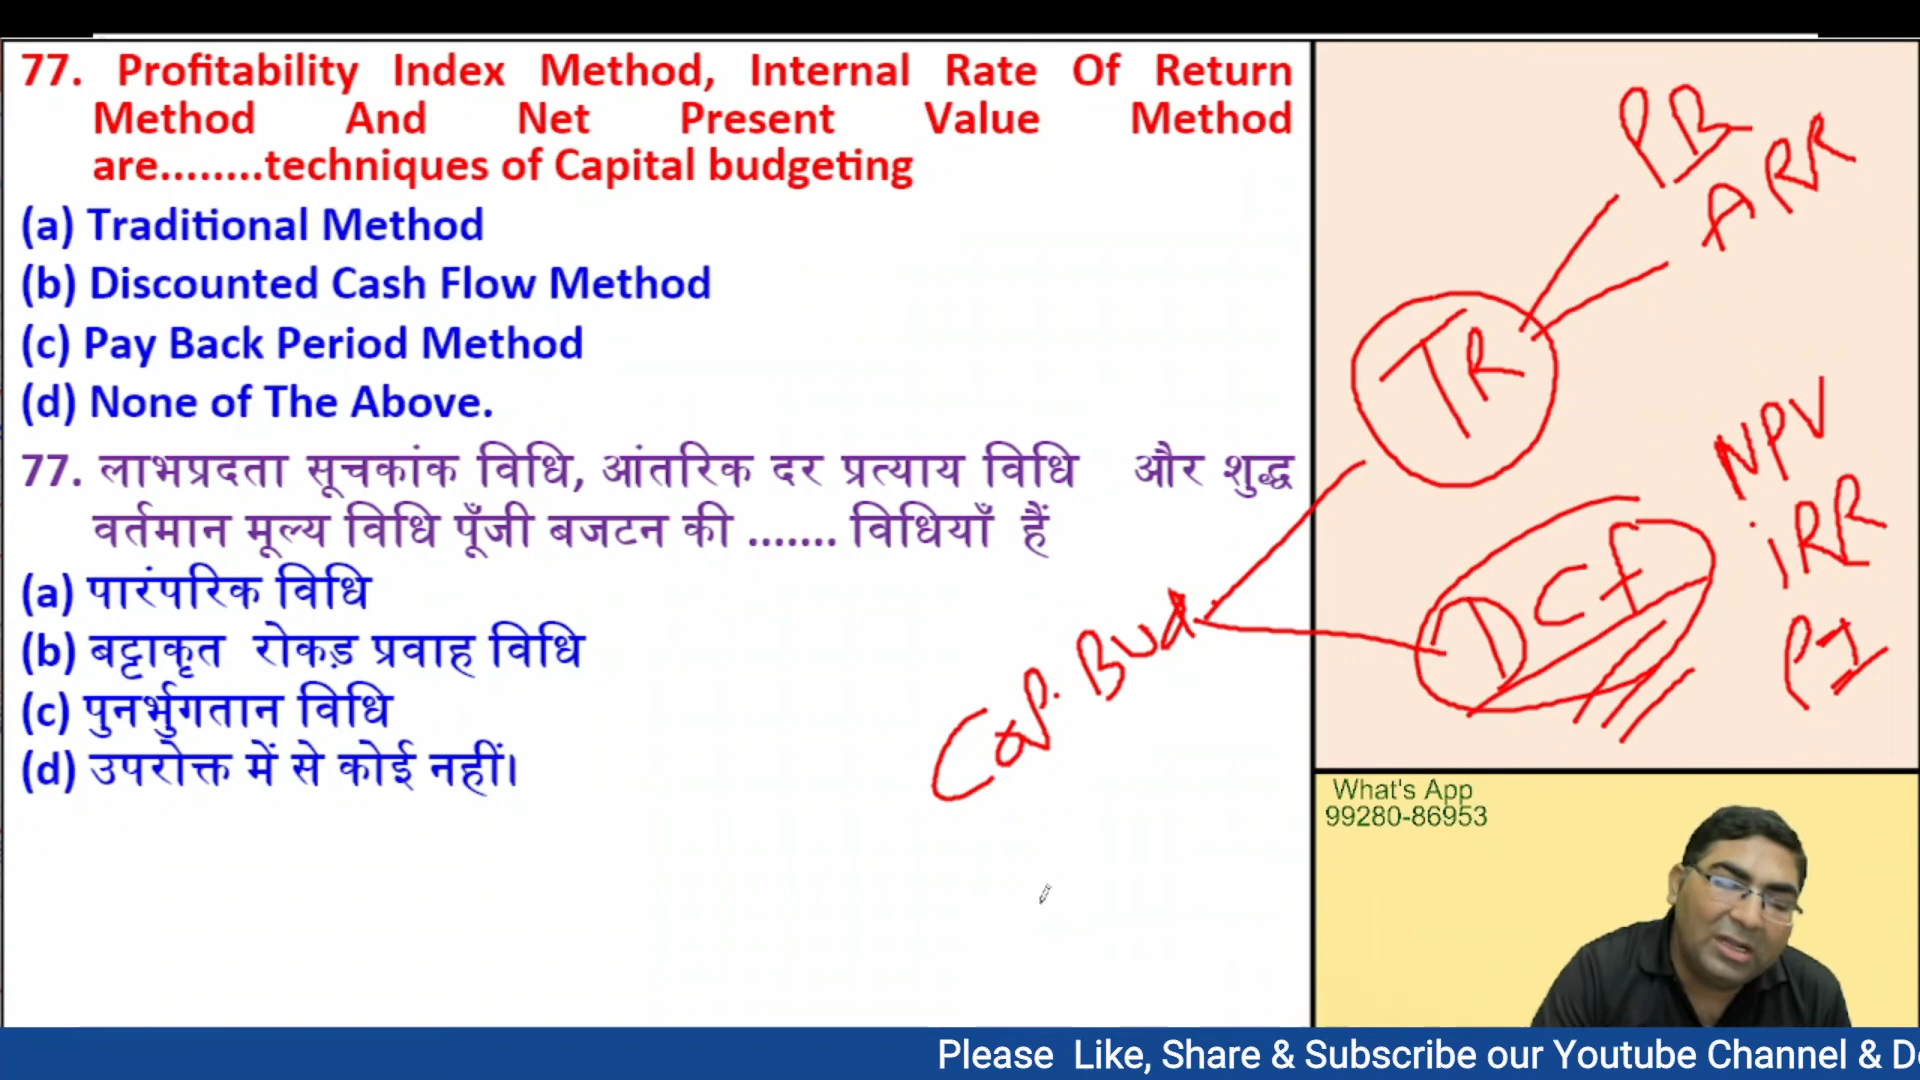 77. Profitability Index Method, Internal Rate Of Return
Method And Net Present Value Method
are........techniques of Capital budgeting
(a) Traditional Method
(b) Discounted Cash Flow Method
(c) Pay Back Period Method
(d) None of The Above.
77. लाभप्रदता सूचकांक विधि, आंतरिक दर प्रत्याय विधि और शुद्ध
वर्तमान मूल्य विधि पूँजी बजटन की ....... विधियाँ हैं
(a) पारंपरिक विधि
(b) बट्टाकृत रोकड़ प्रवाह विधि
(c) पुनर्भुगतान विधि
(d) उपरोक्त में से कोई नहीं।
Cap. Bud
PB
ARR
TR
NPV
IRR
PI
DCF
What's App
99280-86953
Please Like, Share & Subscribe our Youtube Channel & D